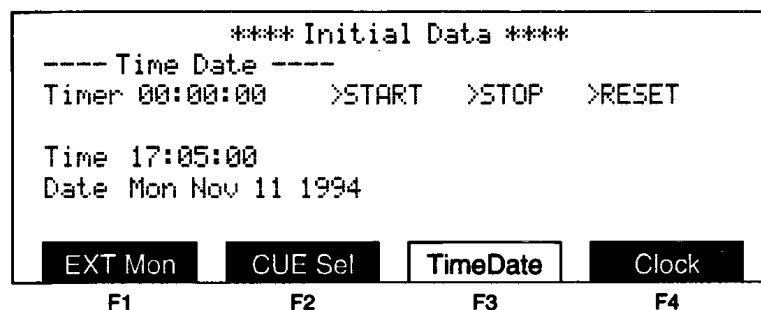 **** Initial Data ****
---- Time Date ----
Timer 00:00:00 >START >STOP >RESET
Time 17:05:00
Date Mon Nov 11 1994
EXT Mon CUE Sel TimeDate Clock
F1 F2 F3 F4